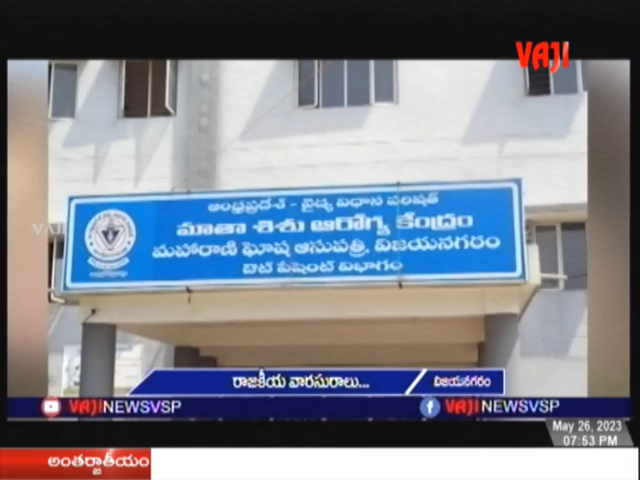 VAJI
ఆంధ్రప్రదేశ్ - వైద్య విధాన పరిషత్
మాతా శిశు ఆరోగ్య కేంద్రం
మహారాణి ఘోష ఆసుపత్రి, విజయనగరం
ఔట్ పేషెంట్ విభాగం
రాజకీయ వారసురాలు...
విజయనగరం
VAJINEWSVSP
VAJINEWSVSP
May 26, 2023
07:53 PM
అంతర్జాతీయం